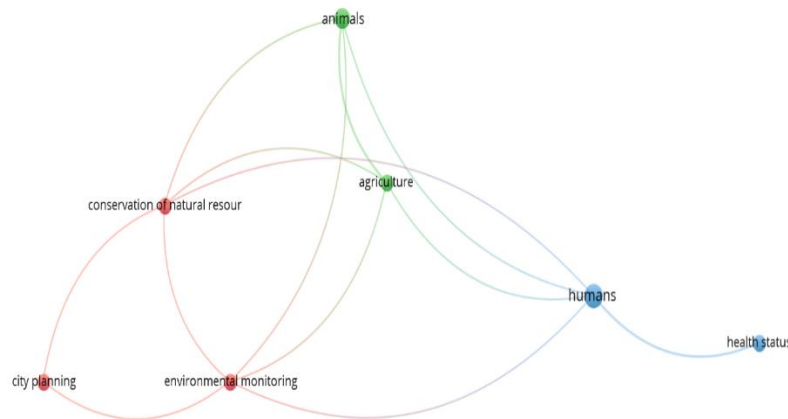 animals
agriculture
conservation of natural resour
humans
health status
city planning
environmental monitoring